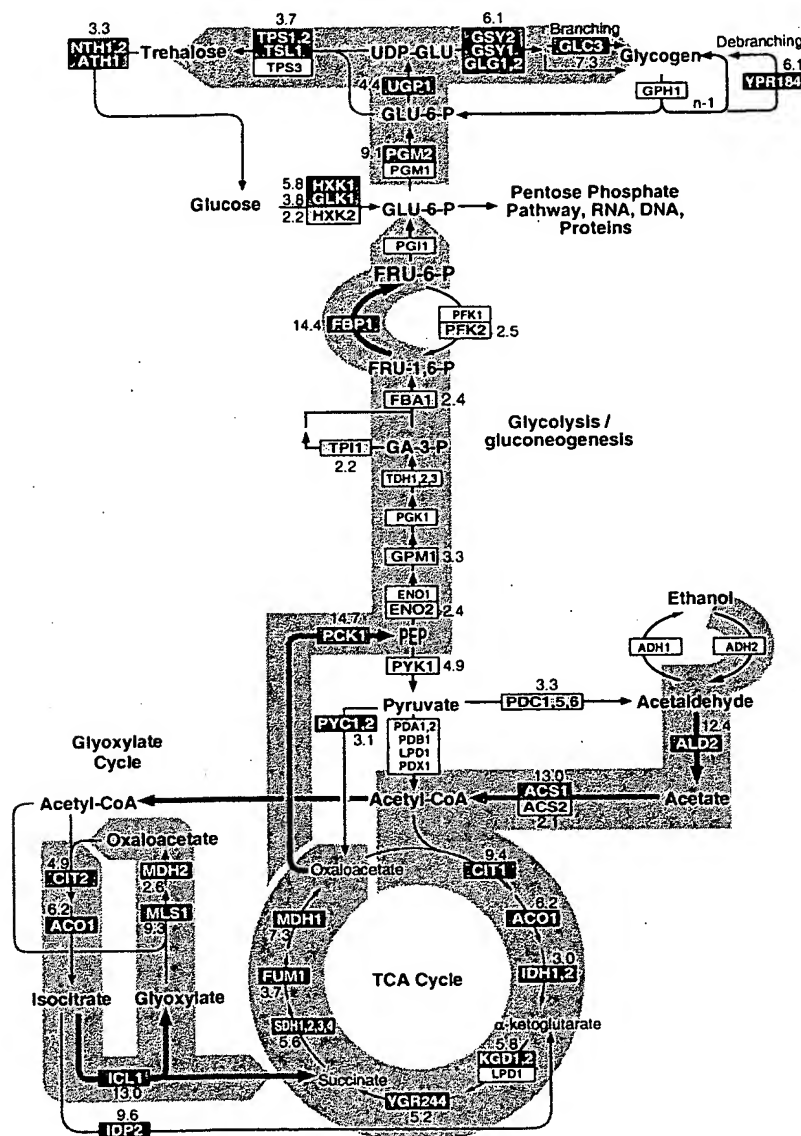 3.3
NTH1,2
ATH1
Trehalose
3.7
TPS1,2
TSL1
TPS3
UDP-GLU
6.1
GSY2
GSY1
GLG1,2
Branching
GLC3
7.3
Glycogen
Debranching
6.1
YPR184
GPH1
n-1
4.4
UGP1
GLU-6-P
9.1
PGM2
PGM1
Glucose
5.8
HXK1
3.8
GLK1
2.2
HXK2
GLU-6-P
Pentose Phosphate
Pathway, RNA, DNA,
Proteins
PGI1
FRU-6-P
14.4
FBP1
PFK1
PFK2
2.5
FRU-1,6-P
FBA1
2.4
Glycolysis /
gluconeogenesis
TPI1
2.2
GA-3-P
TDH1,2,3
PGK1
GPM1
3.3
ENO1
ENO2
2.4
14.7
PCK1
PEP
PYK1
4.9
Ethanol
ADH1
ADH2
Pyruvate
3.3
PDC1,5,6
Acetaldehyde
PYC1,2
3.1
PDA1,2
PDB1
LPD1
PDX1
12.4
ALD2
Glyoxylate
Cycle
Acetyl-CoA
Acetyl-CoA
13.0
ACS1
ACS2
2.1
Acetate
Oxaloacetate
4.9
CIT2
MDH2
2.6
6.2
ACO1
MLS1
9.3
Isocitrate
Glyoxylate
ICL1
13.0
9.6
IDP2
Oxaloacetate
9.4
CIT1
MDH1
7.3
6.2
ACO1
FUM1
3.7
TCA Cycle
3.0
IDH1,2
SDH1,2,3,4
5.6
α-ketoglutarate
5.8
KGD1,2
LPD1
Succinate
YGR244
5.2